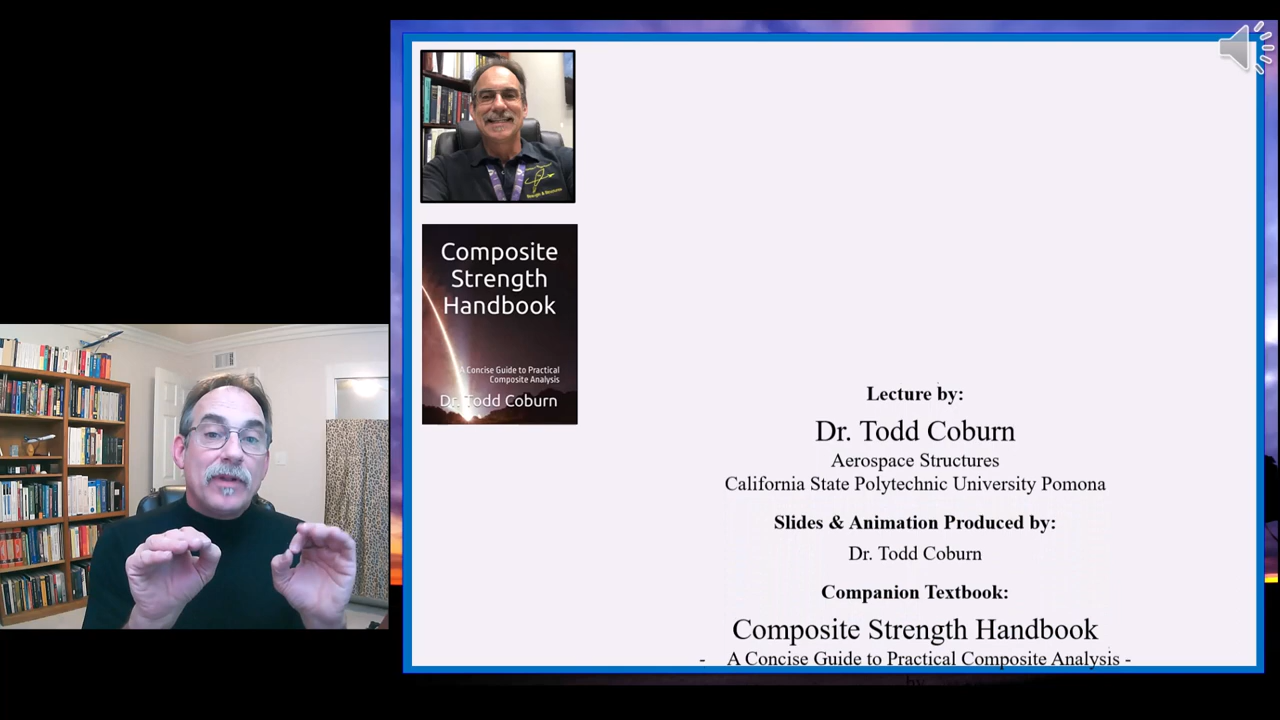 Composite
Strength
Handbook
A Concise Guide to Practical
Composite Analysis
Dr. Todd Coburn
Lecture by:
Dr. Todd Coburn
Aerospace Structures
California State Polytechnic University Pomona
Slides & Animation Produced by:
Dr. Todd Coburn
Companion Textbook:
Composite Strength Handbook
- A Concise Guide to Practical Composite Analysis -
by